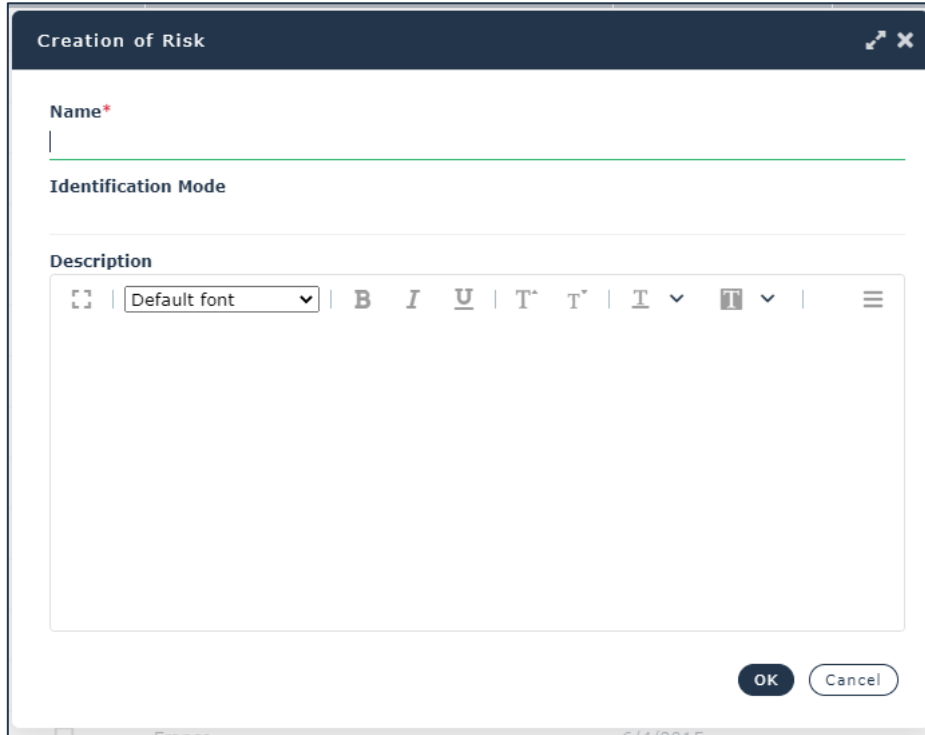 Creation of Risk
Name*
Identification Mode
Description
Default font B I U T T T T
OK Cancel